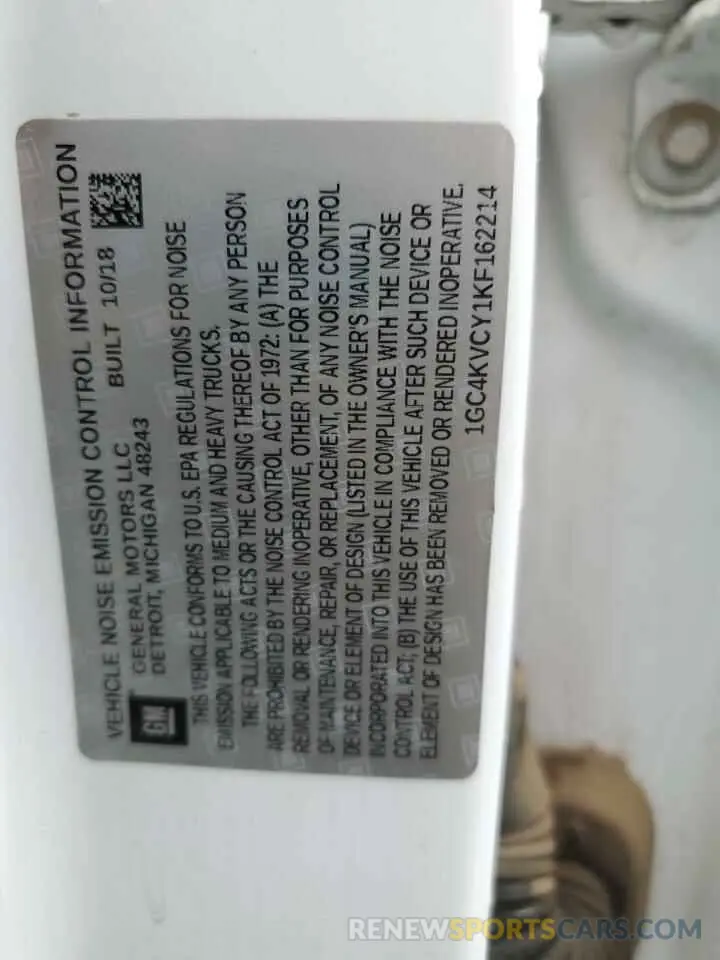 VEHICLE NOISE EMISSION CONTROL INFORMATION
GM
GENERAL MOTORS LLC
DETROIT, MICHIGAN 48243
BUILT 10/18
THIS VEHICLE CONFORMS TO U.S. EPA REGULATIONS FOR NOISE
EMISSION APPLICABLE TO MEDIUM AND HEAVY TRUCKS.
THE FOLLOWING ACTS OR THE CAUSING THEREOF BY ANY PERSON
ARE PROHIBITED BY THE NOISE CONTROL ACT OF 1972: (A) THE
REMOVAL OR RENDERING INOPERATIVE, OTHER THAN FOR PURPOSES
OF MAINTENANCE, REPAIR, OR REPLACEMENT, OF ANY NOISE CONTROL
DEVICE OR ELEMENT OF DESIGN (LISTED IN THE OWNER'S MANUAL)
INCORPORATED INTO THIS VEHICLE IN COMPLIANCE WITH THE NOISE
CONTROL ACT; (B) THE USE OF THIS VEHICLE AFTER SUCH DEVICE OR
ELEMENT OF DESIGN HAS BEEN REMOVED OR RENDERED INOPERATIVE.
1GC4KVCY1KF162214
RENEWSPORTSCARS.COM